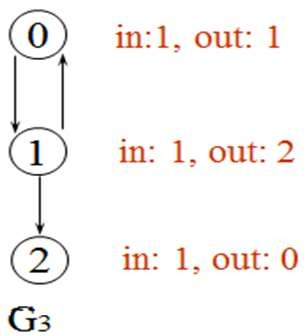 0 in:1, out: 1
1 in: 1, out: 2
2 in: 1, out: 0
G3